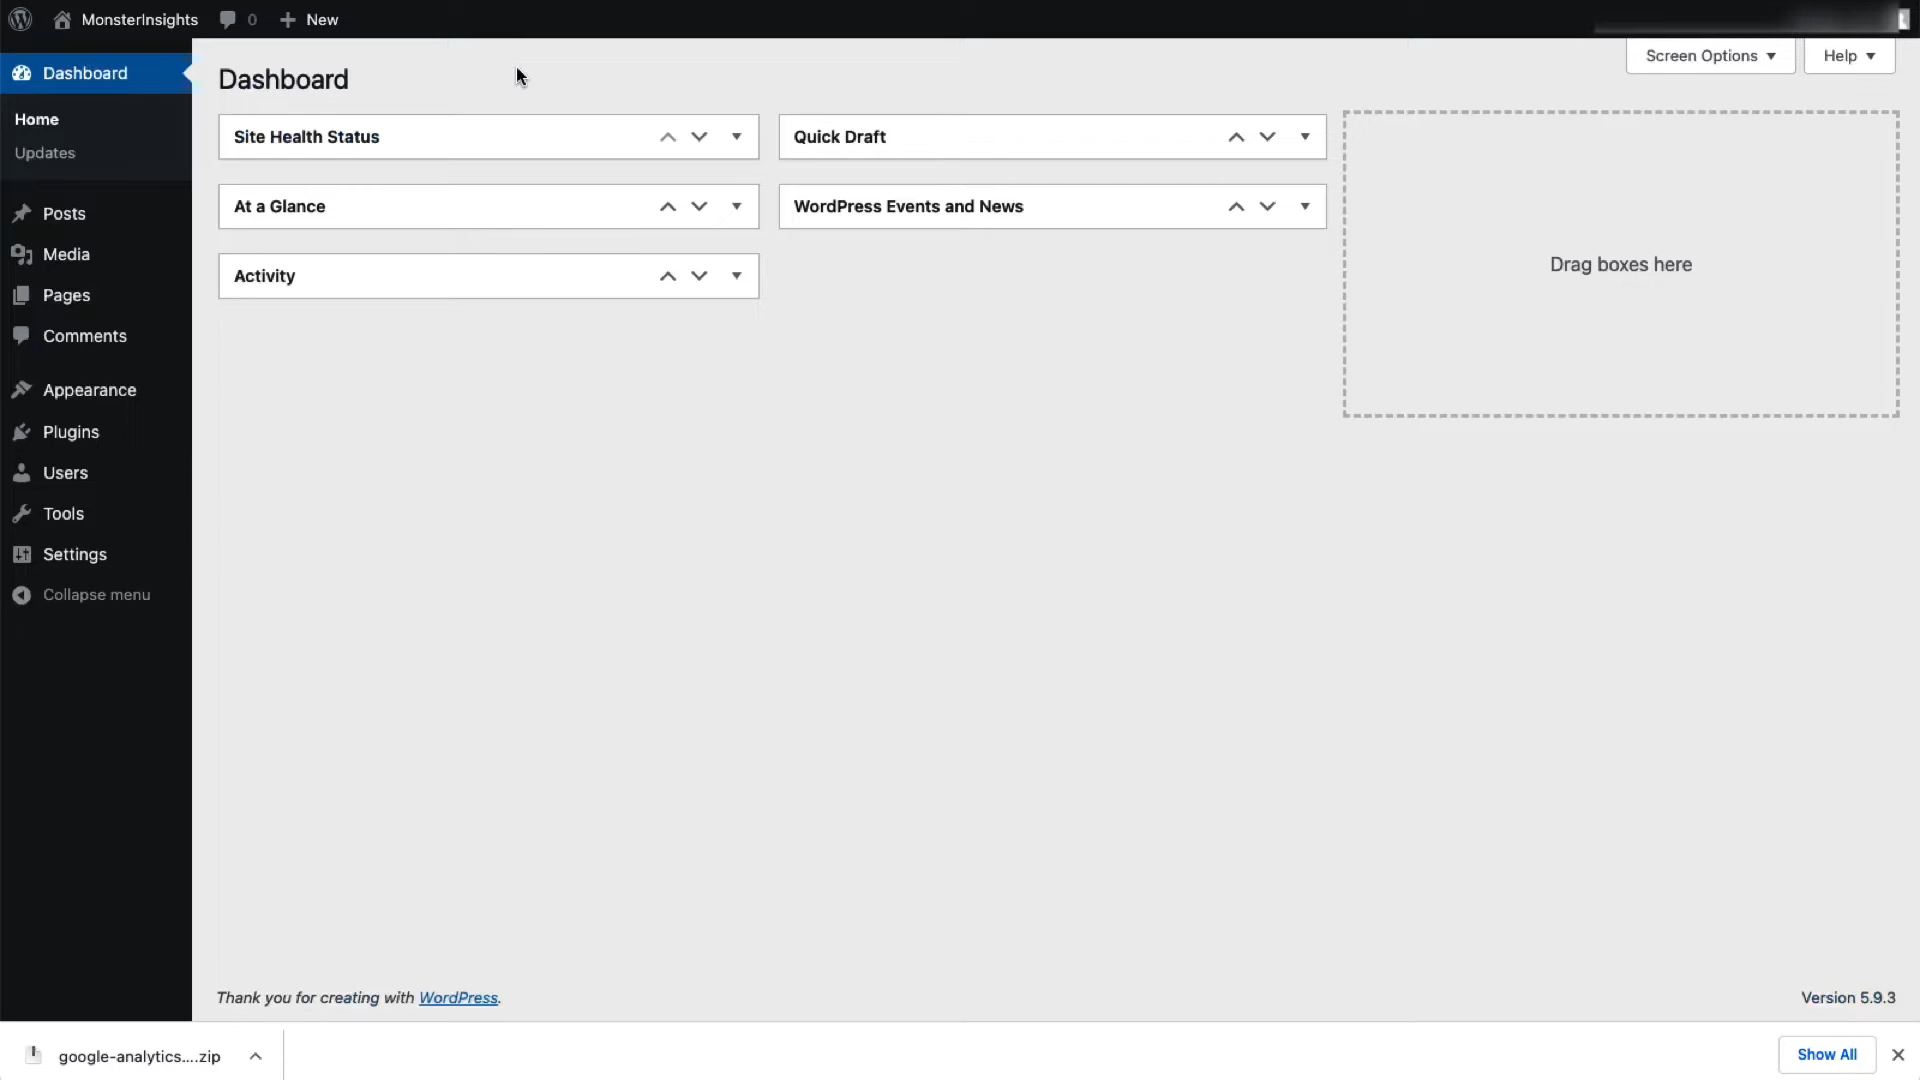 MonsterInsights 0 New
Screen Options Help
Dashboard
Home
Updates
Posts
Media
Pages
Comments
Appearance
Plugins
Users
Tools
Settings
Collapse menu
Dashboard
Site Health Status
At a Glance
Activity
Quick Draft
WordPress Events and News
Drag boxes here
Thank you for creating with WordPress.
Version 5.9.3
google-analytics....zip
Show All